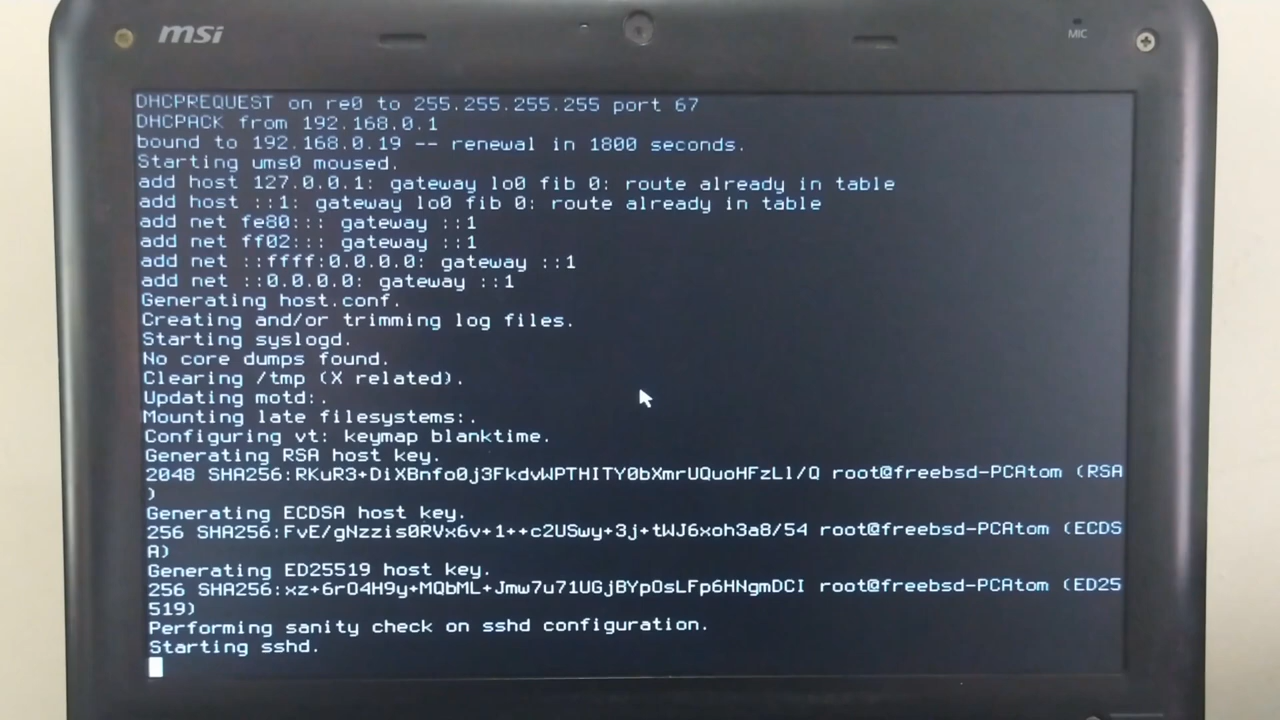 msi
MIC
DHCPREQUEST on re0 to 255.255.255.255 port 67
DHCPACK from 192.168.0.1
bound to 192.168.0.19 -- renewal in 1800 seconds.
Starting ums0 moused.
add host 127.0.0.1: gateway lo0 fib 0: route already in table
add host ::1: gateway lo0 fib 0: route already in table
add net fe80::: gateway ::1
add net ff02::: gateway ::1
add net ::ffff:0.0.0.0: gateway ::1
add net ::0.0.0.0: gateway ::1
Generating host.conf.
Creating and/or trimming log files.
Starting syslogd.
No core dumps found.
Clearing /tmp (X related).
Updating motd:.
Mounting late filesystems:.
Configuring vt: keymap blanktime.
Generating RSA host key.
2048 SHA256:RKuR3+DiXBnfo0j3FkdvWPTHITY0bXmrUQuoHFzLl/Q root@freebsd-PCAtom (RSA
)
Generating ECDSA host key.
256 SHA256:FvE/gNzzis0RVx6v+1++c2USwy+3j+tWJ6xoh3a8/54 root@freebsd-PCAtom (ECDS
A)
Generating ED25519 host key.
256 SHA256:xz+6rO4H9y+MQbML+Jmw7u71UGjBYpOsLFp6HNgmDCI root@freebsd-PCAtom (ED25
519)
Performing sanity check on sshd configuration.
Starting sshd.